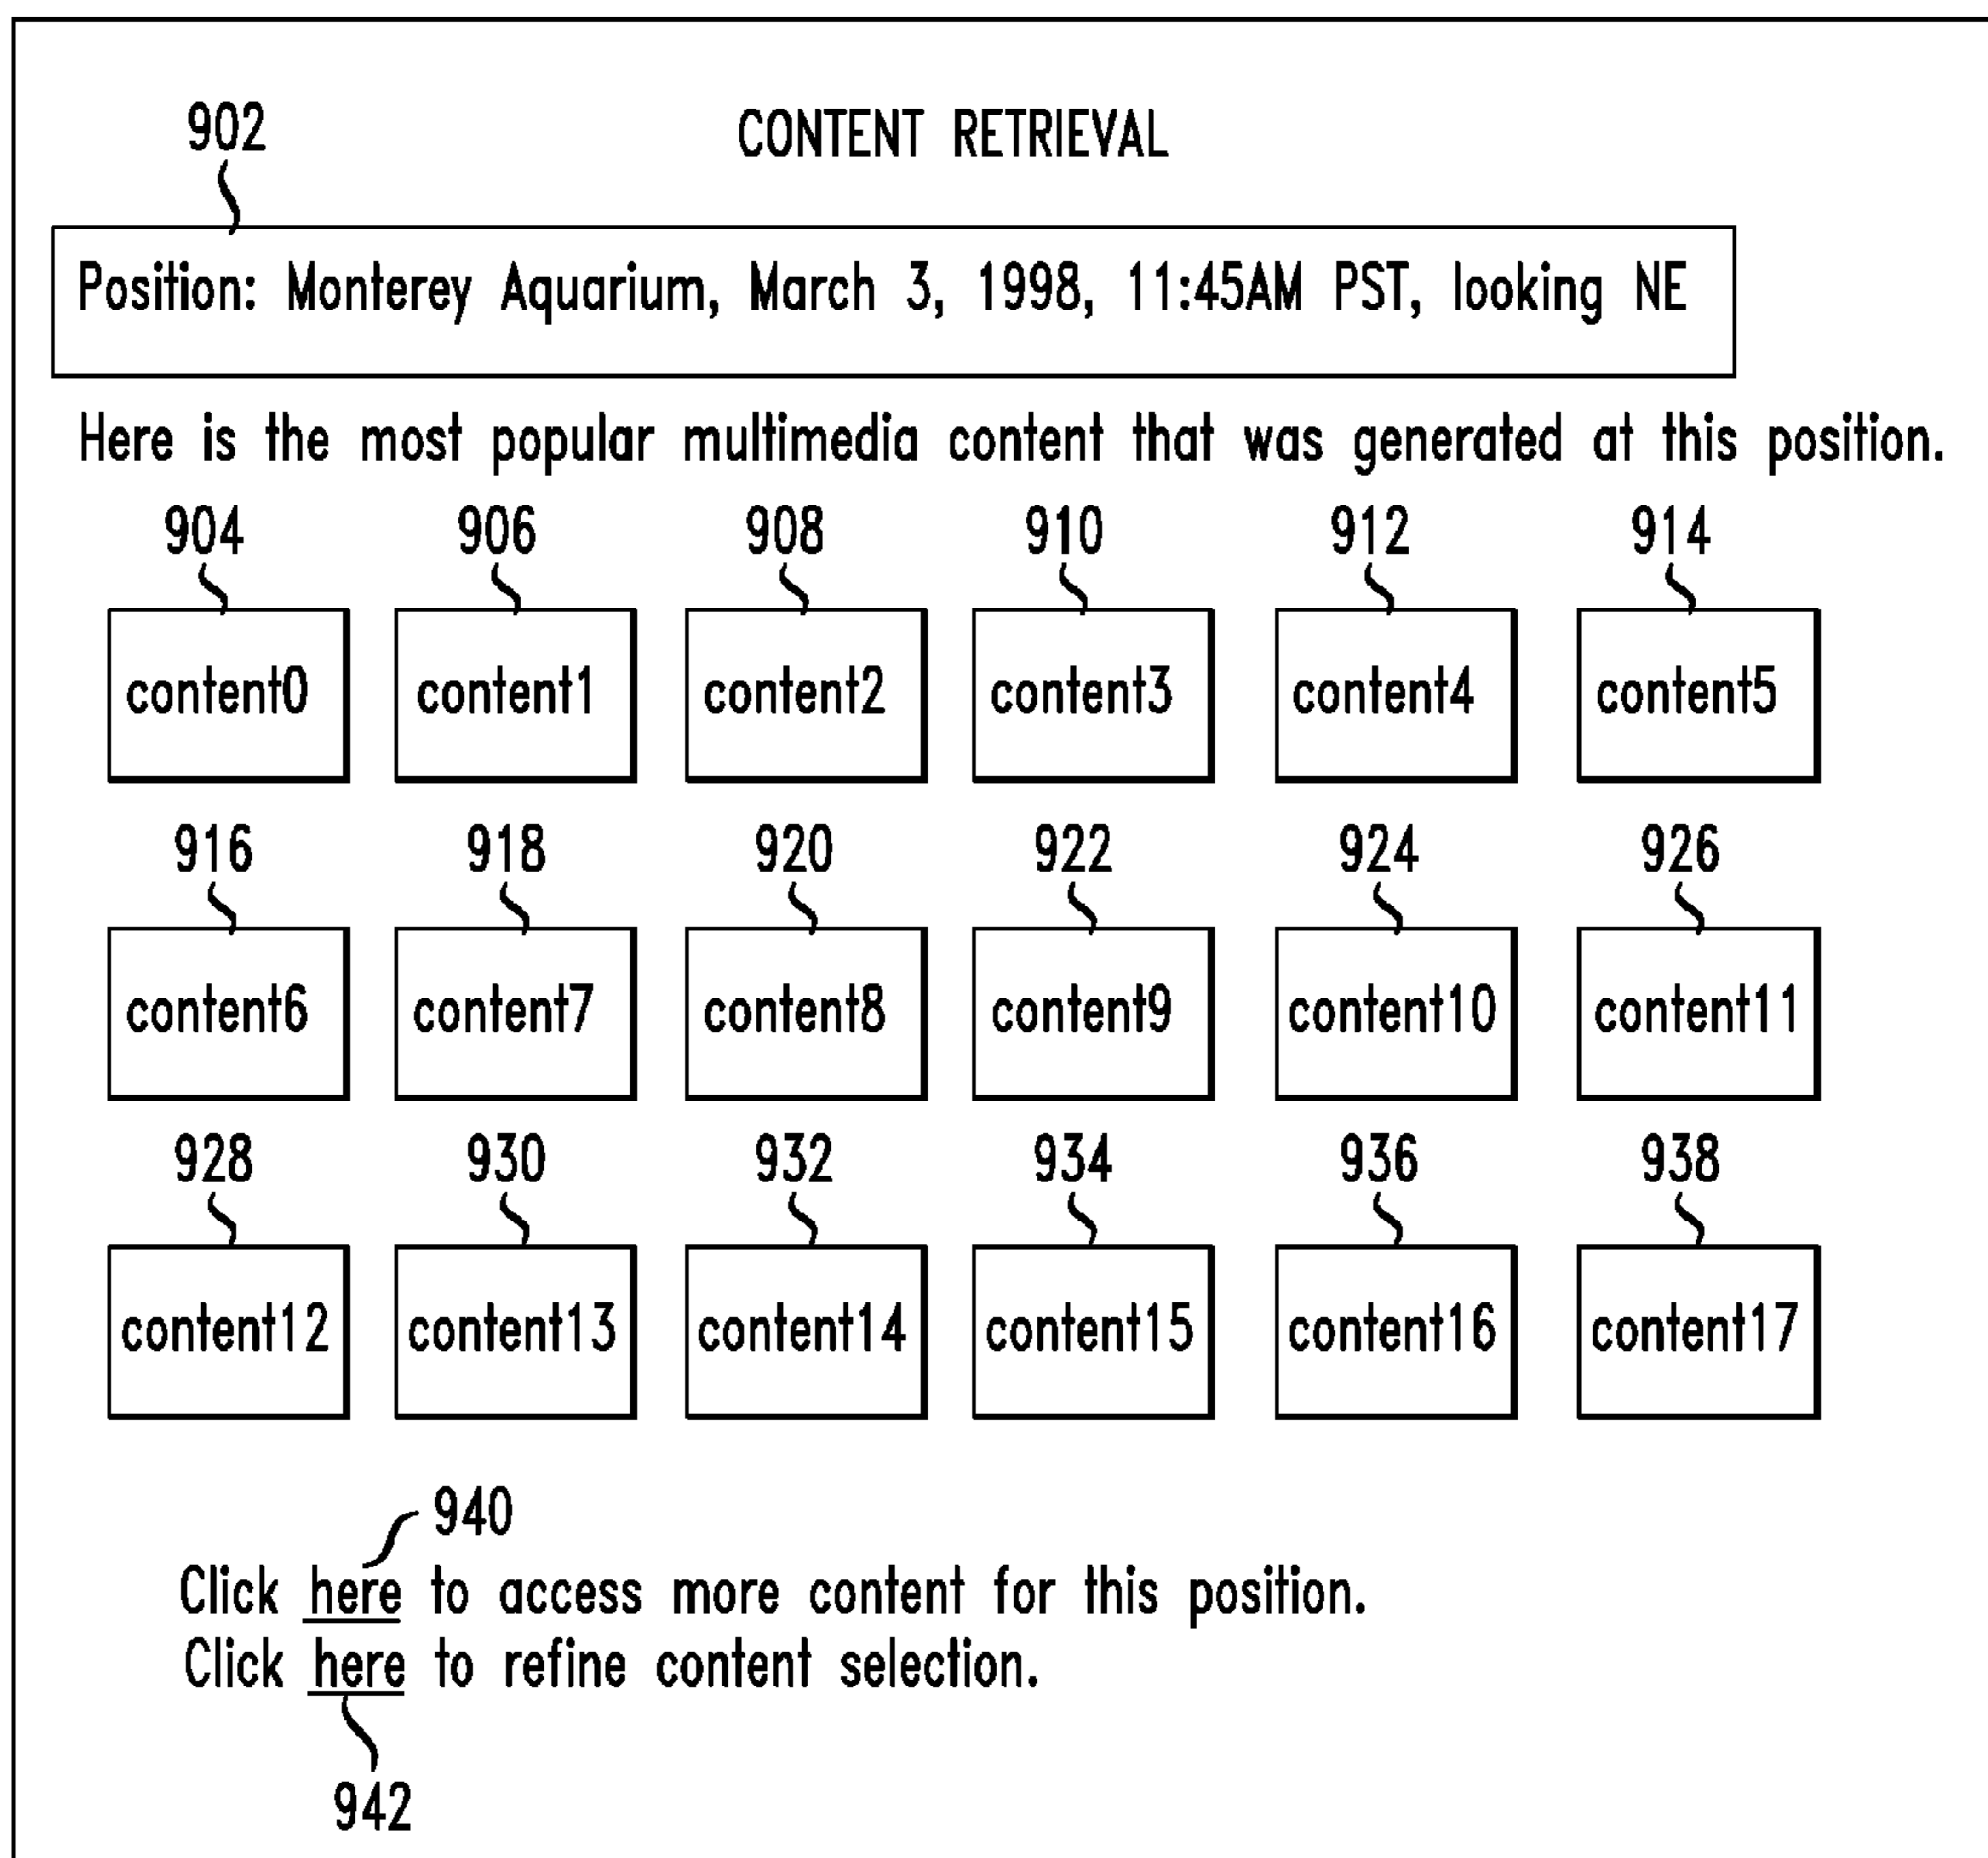 902
CONTENT RETRIEVAL
Position: Monterey Aquarium, March 3, 1998, 11:45AM PST, looking NE
Here is the most popular multimedia content that was generated at this position.
904 906 908 910 912 914
content0 content1 content2 content3 content4 content5
916 918 920 922 924 926
content6 content7 content8 content9 content10 content11
928 930 932 934 936 938
content12 content13 content14 content15 content16 content17
940
Click here to access more content for this position.
Click here to refine content selection.
942